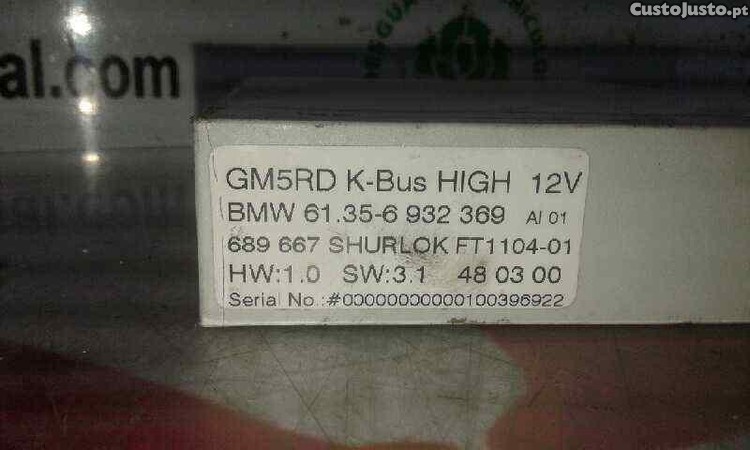 CustoJusto.pt
al.com
GM5RD K-Bus HIGH 12V
BMW 61.35-6 932 369 AI 01
689 667 SHURLOK FT1104-01
HW:1.0 SW:3.1 48 03 00
Serial No.:#00000000000100396922